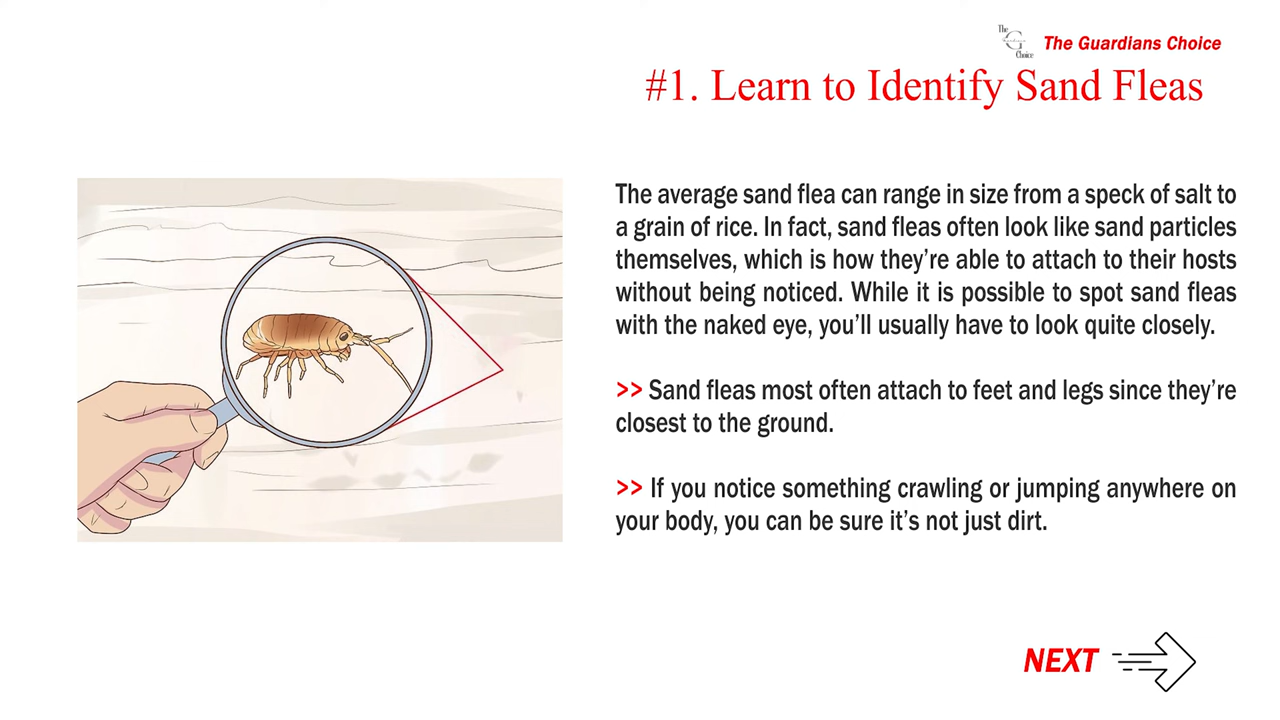 The
G
Choice
The Guardians Choice
#1. Learn to Identify Sand Fleas
The average sand flea can range in size from a speck of salt to
a grain of rice. In fact, sand fleas often look like sand particles
themselves, which is how they’re able to attach to their hosts
without being noticed. While it is possible to spot sand fleas
with the naked eye, you’ll usually have to look quite closely.
>> Sand fleas most often attach to feet and legs since they’re
closest to the ground.
>> If you notice something crawling or jumping anywhere on
your body, you can be sure it’s not just dirt.
NEXT